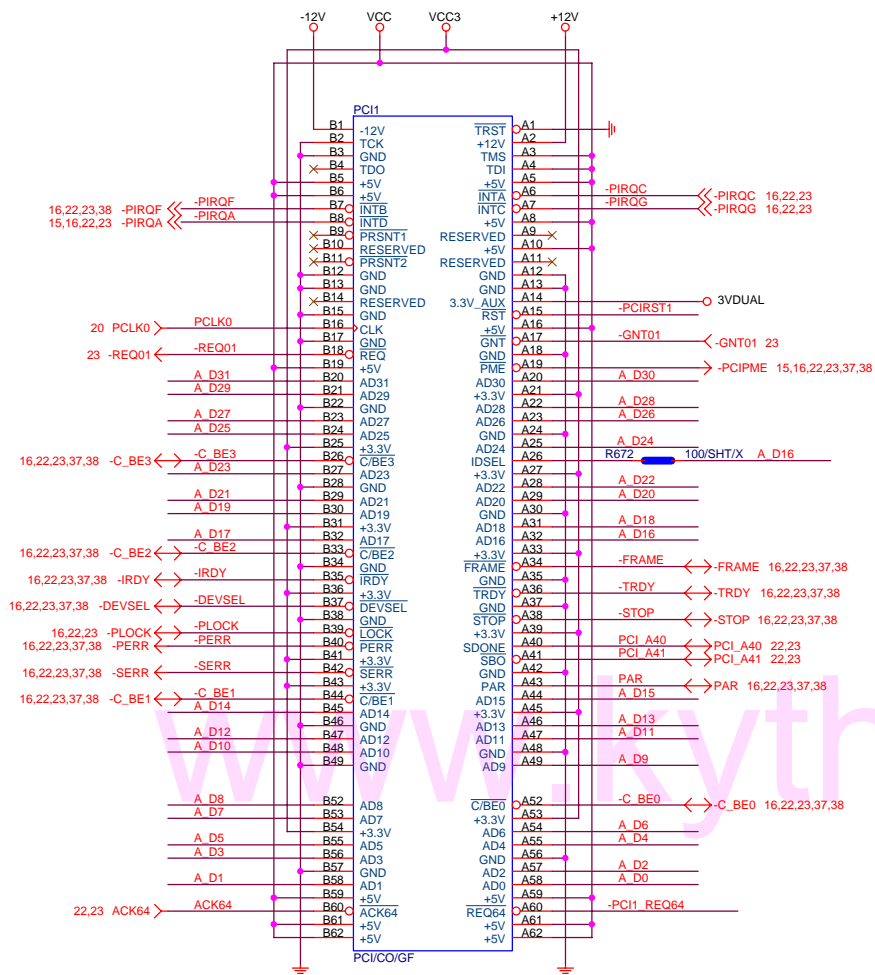 -12V VCC VCC3 +12V
PCI1
B1 -12V TRST A1
B2 TCK +12V A2
B3 GND TMS A3
B4 TDO TDI A4
B5 +5V +5V A5
B6 +5V INTA A6 -PIRQC -PIRQC 16,22,23
16,22,23,38 -PIRQF -PIRQF B7 INTB INTC A7 -PIRQG -PIRQG 16,22,23
15,16,22,23 -PIRQA -PIRQA B8 INTD +5V A8
B9 PRSNT1 RESERVED A9
B10 RESERVED +5V A10
B11 PRSNT2 RESERVED A11
B12 GND GND A12
B13 GND GND A13
B14 RESERVED 3.3V_AUX A14 3VDUAL
B15 GND RST A15 -PCIRST1
20 PCLK0 PCLK0 B16 CLK +5V A16
B17 GND GNT A17 -GNT01 -GNT01 23
23 -REQ01 -REQ01 B18 REQ GND A18
B19 +5V PME A19 -PCIPME 15,16,22,23,37,38
A_D31 B20 AD31 AD30 A20 A_D30
A_D29 B21 AD29 +3.3V A21
B22 GND AD28 A22 A_D28
A_D27 B23 AD27 AD26 A23 A_D26
A_D25 B24 AD25 GND A24
B25 +3.3V AD24 A25 A_D24
16,22,23,37,38 -C_BE3 -C_BE3 B26 C/BE3 IDSEL A26 R672 100/SHT/X A_D16
A_D23 B27 AD23 +3.3V A27
B28 GND AD22 A28 A_D22
A_D21 B29 AD21 AD20 A29 A_D20
A_D19 B30 AD19 GND A30
B31 +3.3V AD18 A31 A_D18
A_D17 B32 AD17 AD16 A32 A_D16
16,22,23,37,38 -C_BE2 -C_BE2 B33 C/BE2 +3.3V A33
B34 GND FRAME A34 -FRAME -FRAME 16,22,23,37,38
16,22,23,37,38 -IRDY -IRDY B35 IRDY GND A35
B36 +3.3V TRDY A36 -TRDY -TRDY 16,22,23,37,38
16,22,23,37,38 -DEVSEL -DEVSEL B37 DEVSEL GND A37
B38 GND STOP A38 -STOP -STOP 16,22,23,37,38
16,22,23 -PLOCK -PLOCK B39 LOCK +3.3V A39
16,22,23,37,38 -PERR -PERR B40 PERR SDONE A40 PCI_A40 PCI_A40 22,23
B41 +3.3V SBO A41 PCI_A41 PCI_A41 22,23
16,22,23,37,38 -SERR -SERR B42 SERR GND A42
B43 +3.3V PAR A43 PAR PAR 16,22,23,37,38
16,22,23,37,38 -C_BE1 -C_BE1 B44 C/BE1 AD15 A44 A_D15
A_D14 B45 AD14 +3.3V A45
B46 GND AD13 A46 A_D13
A_D12 B47 AD12 AD11 A47 A_D11
A_D10 B48 AD10 GND A48
B49 GND AD9 A49 A_D9
www.kyth
A_D8 B52 AD8 C/BE0 A52 -C_BE0 -C_BE0 16,22,23,37,38
A_D7 B53 AD7 +3.3V A53
B54 +3.3V AD6 A54 A_D6
A_D5 B55 AD5 AD4 A55 A_D4
A_D3 B56 AD3 GND A56
B57 GND AD2 A57 A_D2
A_D1 B58 AD1 AD0 A58 A_D0
B59 +5V +5V A59
22,23 ACK64 ACK64 B60 ACK64 REQ64 A60 -PCI1_REQ64
B61 +5V +5V A61
B62 +5V +5V A62
PCI/CO/GF